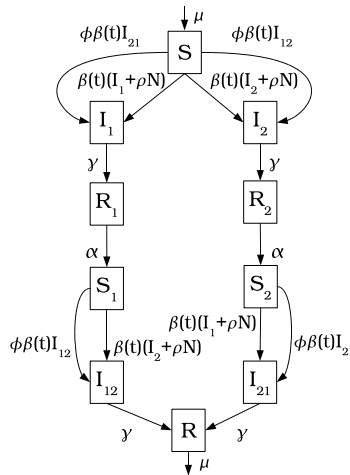 μ
ϕβ(t)I₂₁
S
ϕβ(t)I₁₂
β(t)(I₁+ρN)
β(t)(I₂+ρN)
I₁
I₂
γ
γ
R₁
R₂
α
α
S₁
S₂
β(t)(I₁+ρN)
ϕβ(t)I₁₂
β(t)(I₂+ρN)
ϕβ(t)I₂
I₁₂
I₂₁
R
γ
γ
μ